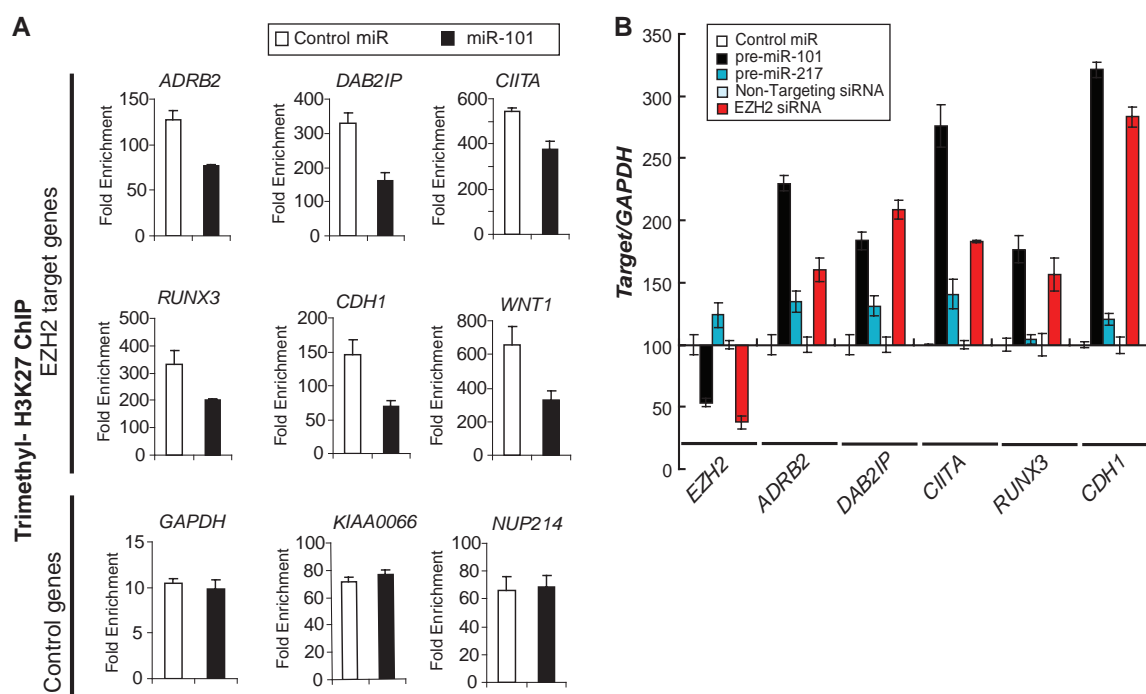 A
Control miR
miR-101
Trimethyl- H3K27 ChIP
EZH2 target genes
ADRB2
Fold Enrichment
150
100
50
0
DAB2IP
Fold Enrichment
400
300
200
100
0
CIITA
Fold Enrichment
600
400
200
0
RUNX3
Fold Enrichment
500
400
300
200
100
0
CDH1
Fold Enrichment
200
150
100
50
0
WNT1
Fold Enrichment
800
600
400
200
0
Control genes
GAPDH
Fold Enrichment
15
10
5
0
KIAA0066
Fold Enrichment
80
60
40
20
0
NUP214
Fold Enrichment
80
60
40
20
0
B
Control miR
pre-miR-101
pre-miR-217
Non-Targeting siRNA
EZH2 siRNA
Target/GAPDH
350
300
250
200
150
100
50
0
EZH2
ADRB2
DAB2IP
CIITA
RUNX3
CDH1